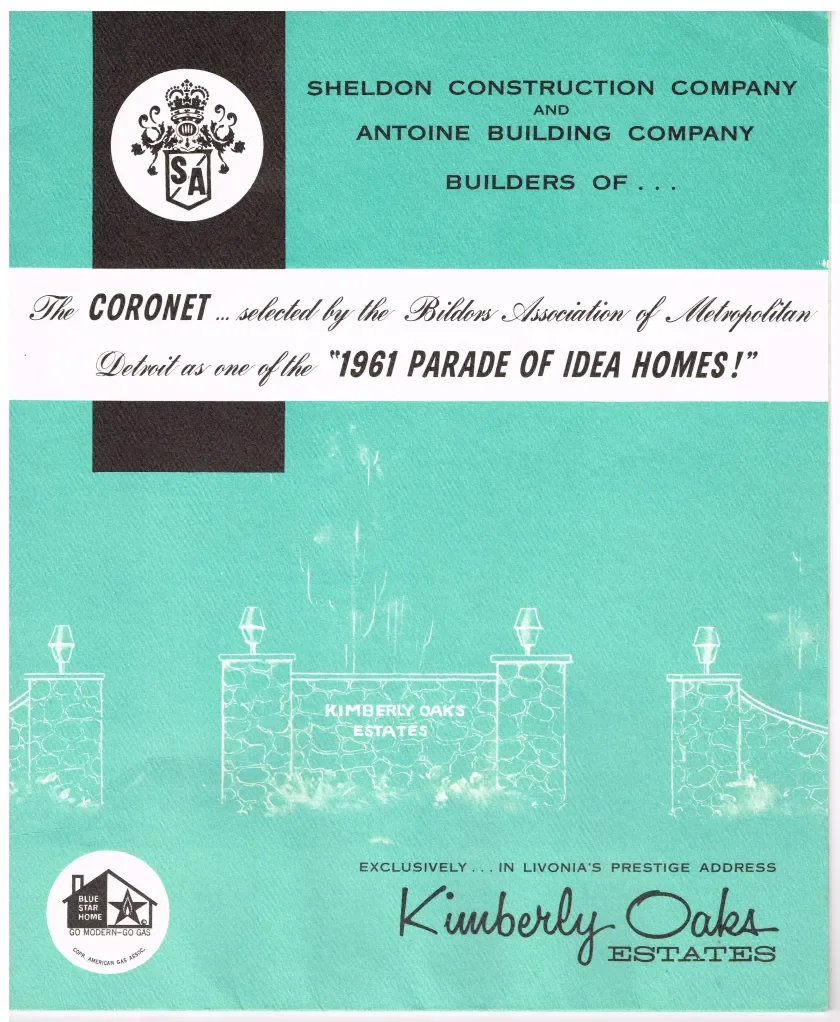 SHELDON CONSTRUCTION COMPANY
AND
ANTOINE BUILDING COMPANY
BUILDERS OF . . .
SA
The CORONET ... selected by the Bildors Association of Metropolitan
Detroit as one of the "1961 PARADE OF IDEA HOMES!"
KIMBERLY OAKS
ESTATES
EXCLUSIVELY . . . IN LIVONIA'S PRESTIGE ADDRESS
Kimberly Oaks
ESTATES
BLUE
STAR
HOME
GO MODERN–GO GAS
COPR. AMERICAN GAS ASSOC.